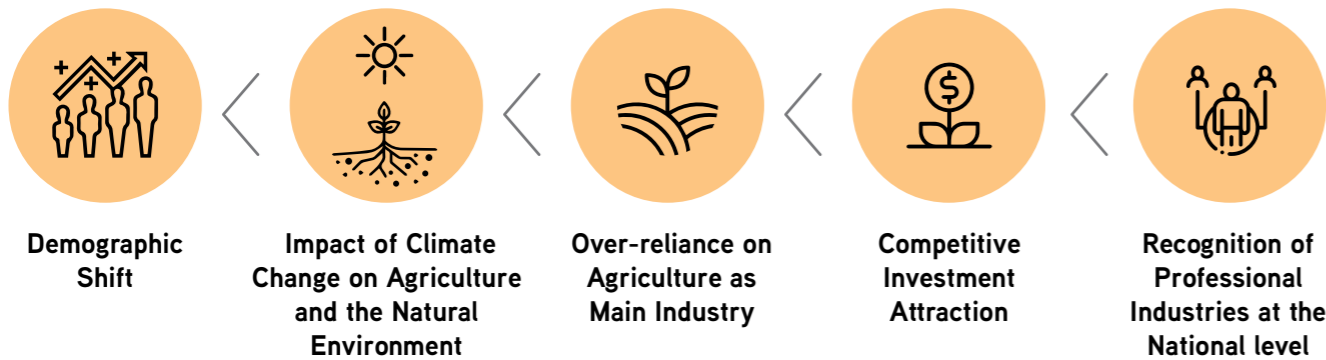 Demographic
Shift
Impact of Climate
Change on Agriculture
and the Natural
Environment
Over-reliance on
Agriculture as
Main Industry
Competitive
Investment
Attraction
Recognition of
Professional
Industries at the
National level